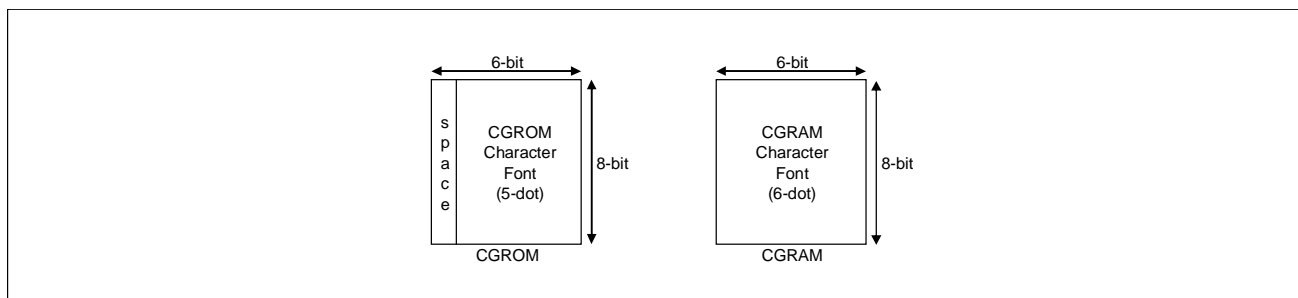 6-bit
s
p
a
c
e
CGROM
Character
Font
(5-dot)
8-bit
CGROM
6-bit
CGRAM
Character
Font
(6-dot)
8-bit
CGRAM